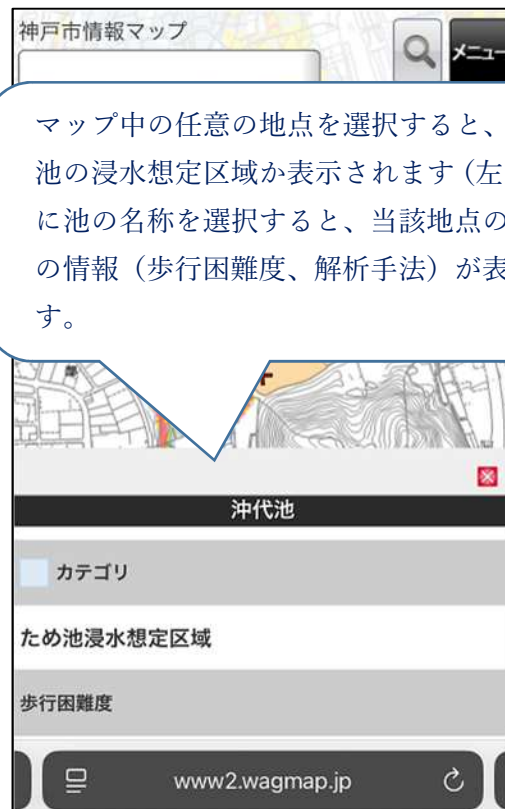 神戸市情報マップ
メニュー
マップ中の任意の地点を選択すると、
池の浸水想定区域か表示されます(左
に池の名称を選択すると、当該地点の
の情報（歩行困難度、解析手法）が表
す。
沖代池
カテゴリ
ため池浸水想定区域
歩行困難度
www2.wagmap.jp